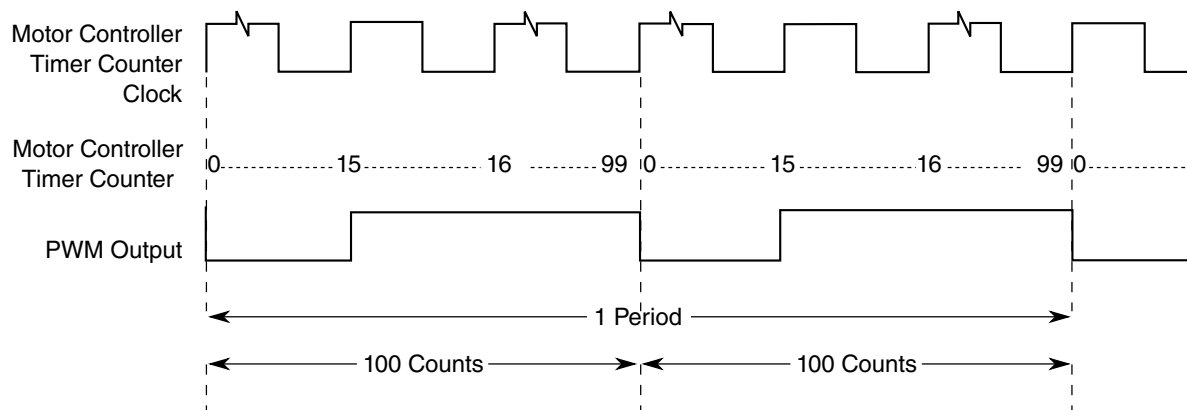 Motor Controller
Timer Counter
Clock
Motor Controller
Timer Counter
0 15 16 99 0 15 16 99 0
PWM Output
1 Period
100 Counts 100 Counts